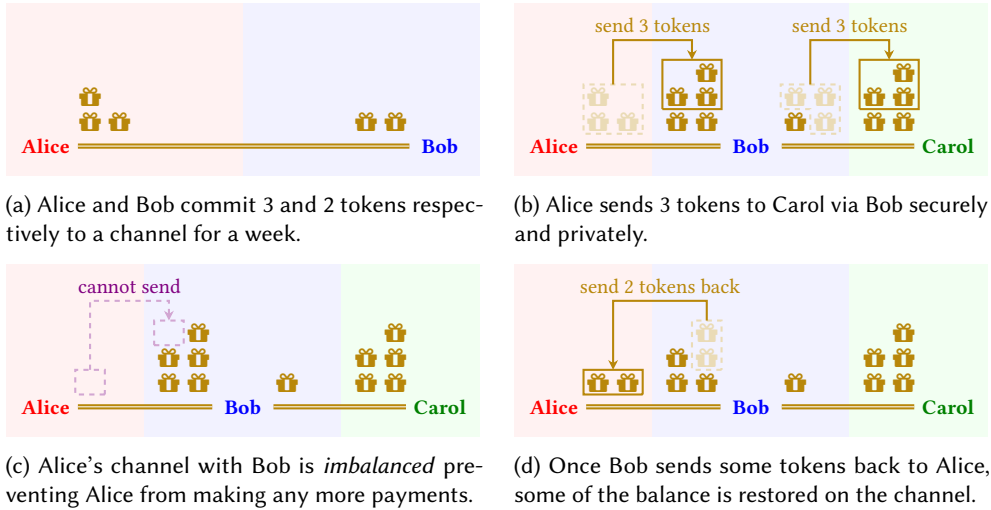 Alice
Bob
(a) Alice and Bob commit 3 and 2 tokens respec-
tively to a channel for a week.
send 3 tokens
send 3 tokens
Alice
Bob
Carol
(b) Alice sends 3 tokens to Carol via Bob securely
and privately.
cannot send
Alice
Bob
Carol
(c) Alice's channel with Bob is imbalanced pre-
venting Alice from making any more payments.
send 2 tokens back
Alice
Bob
Carol
(d) Once Bob sends some tokens back to Alice,
some of the balance is restored on the channel.